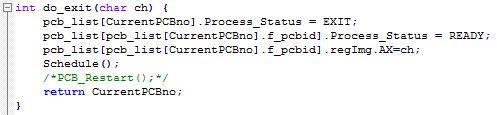 int do_exit(char ch) {
    pcb_list[CurrentPCBno].Process_Status = EXIT;
    pcb_list[pcb_list[CurrentPCBno].f_pcbid].Process_Status = READY;
    pcb_list[pcb_list[CurrentPCBno].f_pcbid].regImg.AX=ch;
    Schedule();
    /*PCB_Restart();*/
    return CurrentPCBno;
}